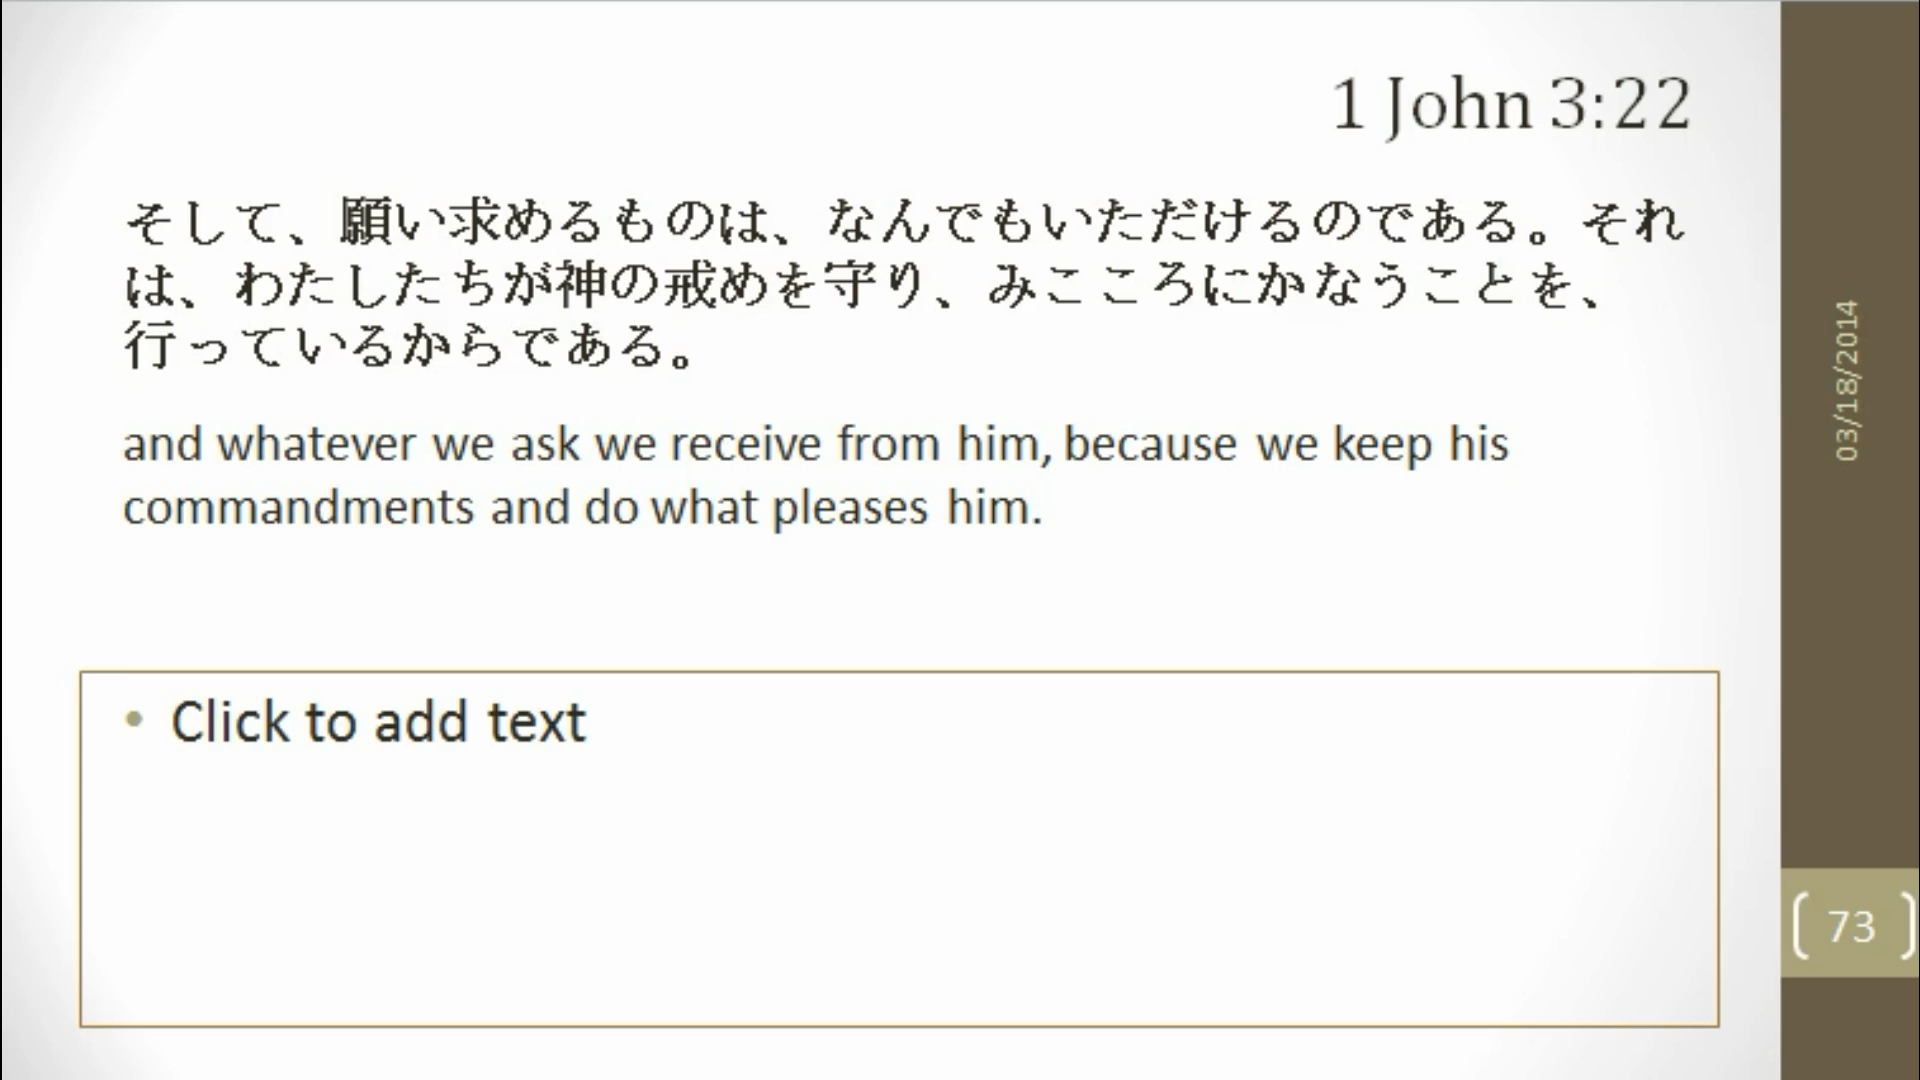 1 John 3:22
そして、願い求めるものは、なんでもいただけるのである。それ
は、わたしたちが神の戒めを守り、みこころにかなうことを、
行っているからである。
and whatever we ask we receive from him, because we keep his
commandments and do what pleases him.
• Click to add text
03/18/2014
73